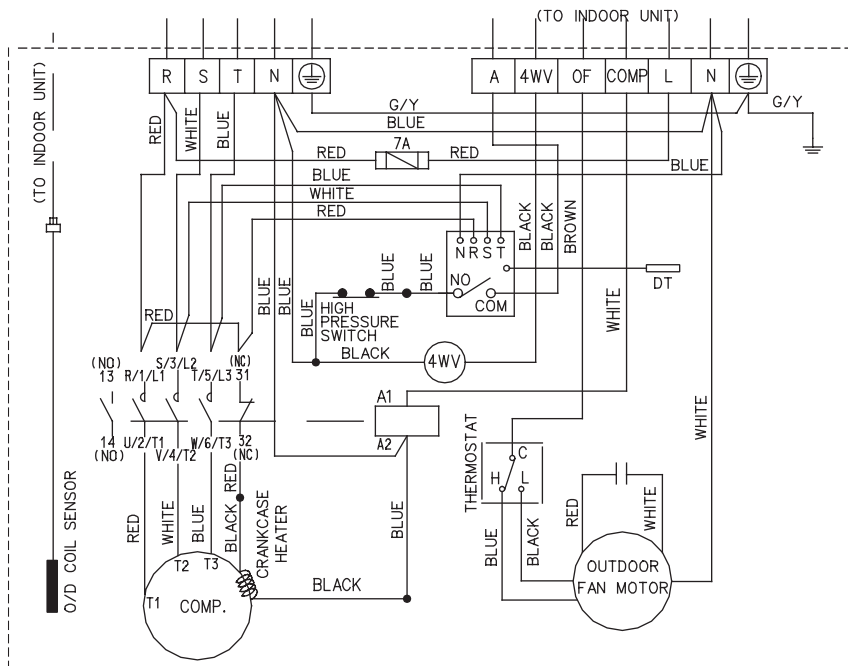 (TO INDOOR UNIT)
(TO INDOOR UNIT)
R S T N
A 4WV OF COMP L N
G/Y
G/Y
BLUE
RED
WHITE
BLUE
7A
RED
RED
BLUE
BLUE
WHITE
RED
BLACK
BLACK
BROWN
N R S T
NO
COM
DT
BLUE
BLUE
BLUE
BLUE
BLUE
HIGH
PRESSURE
SWITCH
WHITE
RED
BLACK
4WV
(NO)
13
R/1/L1
S/3/L2
T/5/L3
(NC)
31
A1
A2
14
(NO)
U/2/T1
V/4/T2
W/6/T3
32
(NC)
THERMOSTAT
C
H L
WHITE
RED
WHITE
BLUE
RED
BLACK
CRANKCASE
HEATER
BLUE
BLUE
BLACK
RED
WHITE
O/D COIL SENSOR
T1
T2
T3
COMP.
BLACK
OUTDOOR
FAN MOTOR